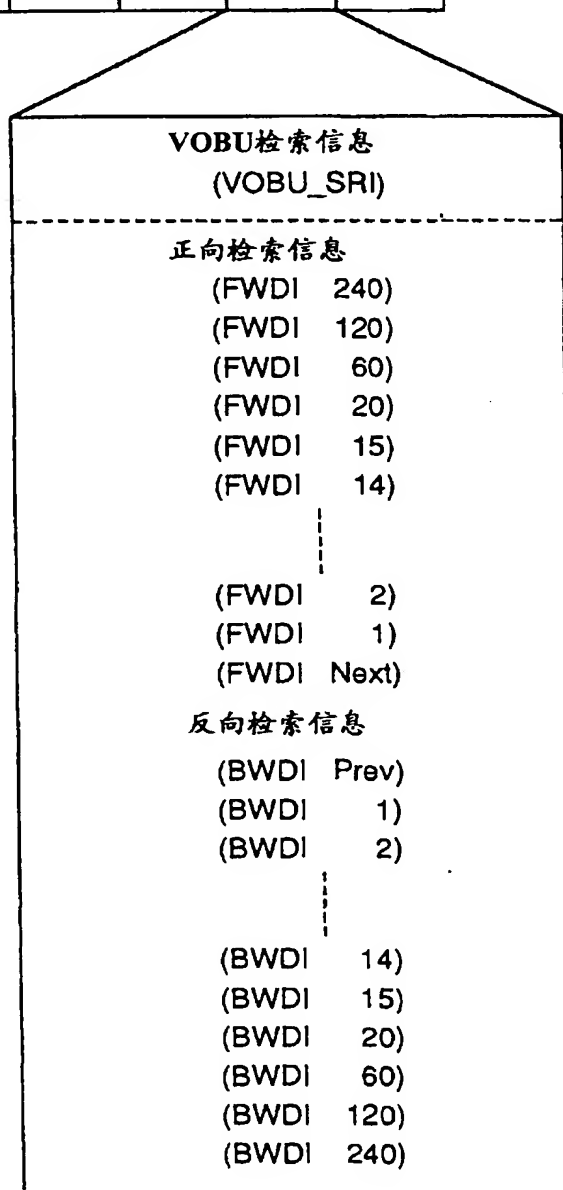 VOBU检索信息
(VOBU_SRI)
正向检索信息
(FWDI 240)
(FWDI 120)
(FWDI 60)
(FWDI 20)
(FWDI 15)
(FWDI 14)
(FWDI 2)
(FWDI 1)
(FWDI Next)
反向检索信息
(BWDI Prev)
(BWDI 1)
(BWDI 2)
(BWDI 14)
(BWDI 15)
(BWDI 20)
(BWDI 60)
(BWDI 120)
(BWDI 240)